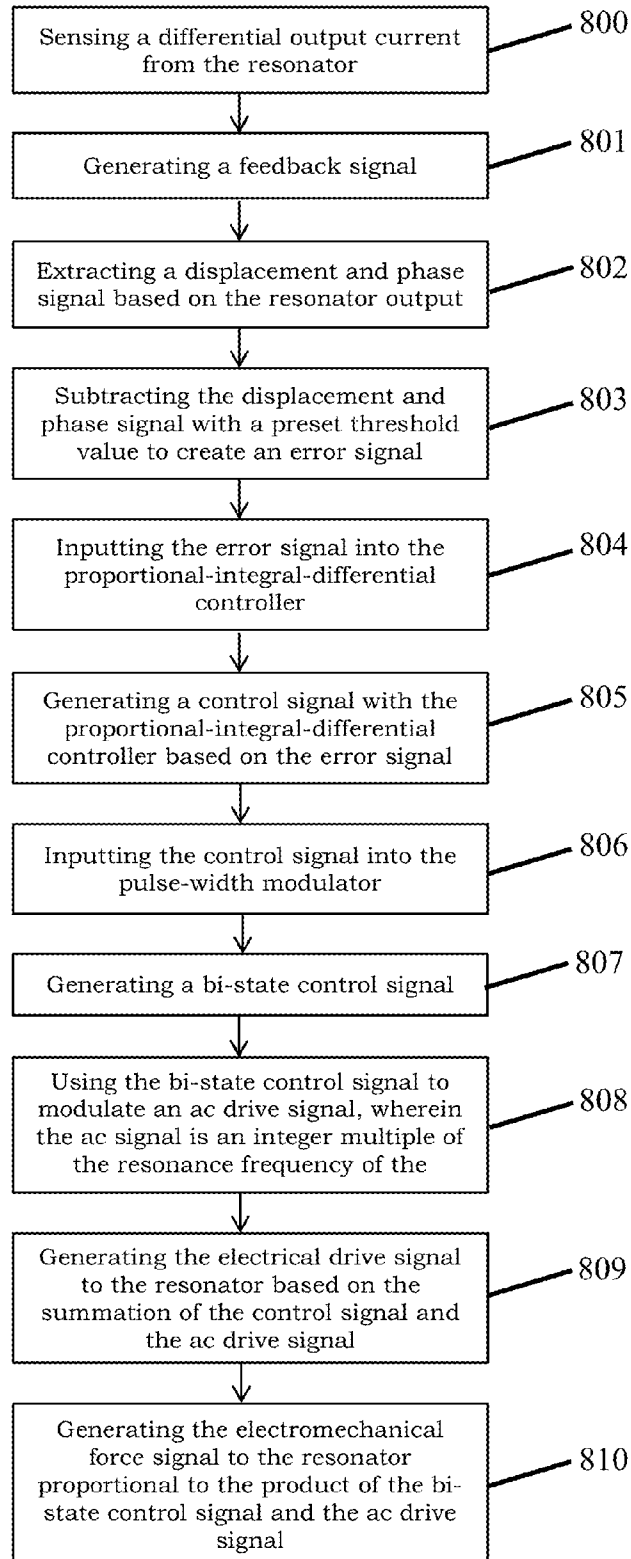 Sensing a differential output current
from the resonator
800
Generating a feedback signal
801
Extracting a displacement and phase
signal based on the resonator output
802
Subtracting the displacement and
phase signal with a preset threshold
value to create an error signal
803
Inputting the error signal into the
proportional-integral-differential
controller
804
Generating a control signal with the
proportional-integral-differential
controller based on the error signal
805
Inputting the control signal into the
pulse-width modulator
806
Generating a bi-state control signal
807
Using the bi-state control signal to
modulate an ac drive signal, wherein
the ac signal is an integer multiple of
the resonance frequency of the
808
Generating the electrical drive signal
to the resonator based on the
summation of the control signal and
the ac drive signal
809
Generating the electromechanical
force signal to the resonator
proportional to the product of the bi-
state control signal and the ac drive
signal
810